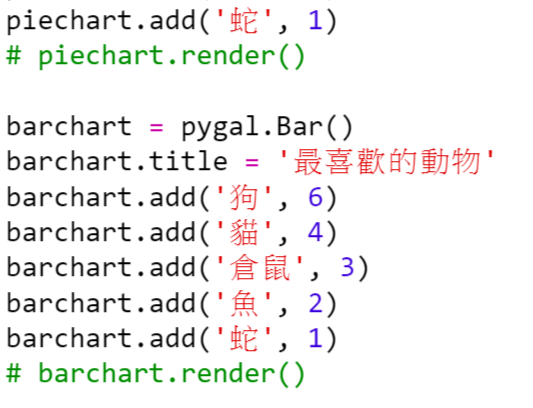 piechart.add('蛇', 1)
# piechart.render()
barchart = pygal.Bar()
barchart.title = '最喜歡的動物'
barchart.add('狗', 6)
barchart.add('貓', 4)
barchart.add('倉鼠', 3)
barchart.add('魚', 2)
barchart.add('蛇', 1)
# barchart.render()